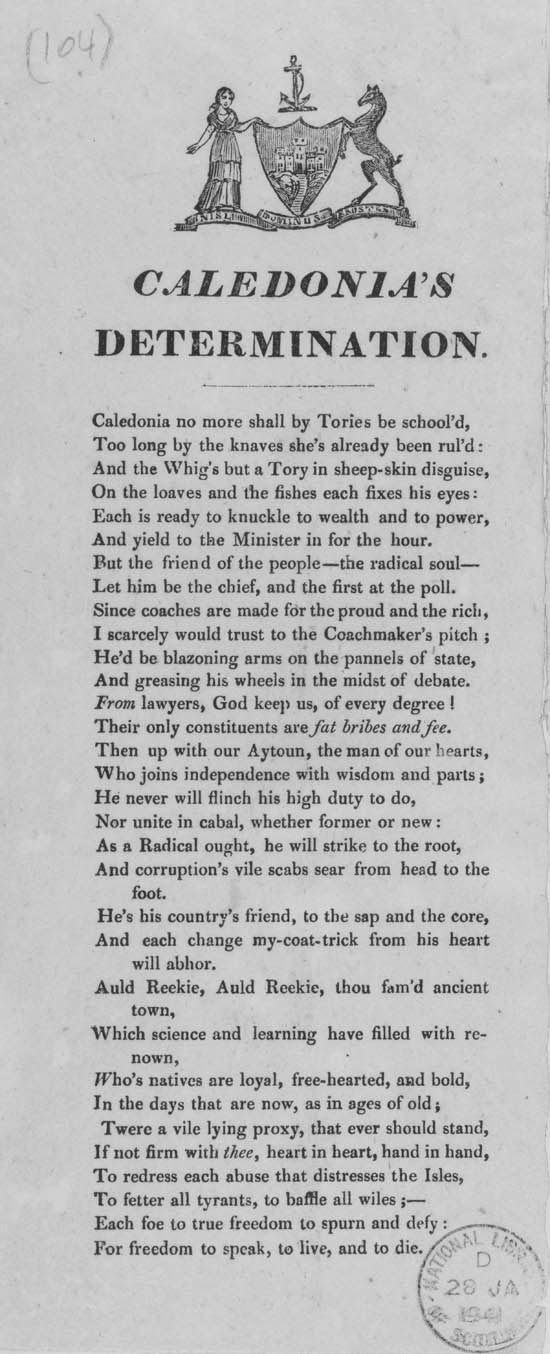 (104)
NISI DOMINUS FRUSTRA
CALEDONIA'S
DETERMINATION.
Caledonia no more shall by Tories be school'd,
Too long by the knaves she's already been rul'd:
And the Whig's but a Tory in sheep-skin disguise,
On the loaves and the fishes each fixes his eyes:
Each is ready to knuckle to wealth and to power,
And yield to the Minister in for the hour.
But the friend of the people—the radical soul—
Let him be the chief, and the first at the poll.
Since coaches are made for the proud and the rich,
I scarcely would trust to the Coachmaker's pitch ;
He'd be blazoning arms on the pannels of state,
And greasing his wheels in the midst of debate.
From lawyers, God keep us, of every degree !
Their only constituents are fat bribes and fee.
Then up with our Aytoun, the man of our hearts,
Who joins independence with wisdom and parts;
He never will flinch his high duty to do,
Nor unite in cabal, whether former or new:
As a Radical ought, he will strike to the root,
And corruption's vile scabs sear from head to the
foot.
He's his country's friend, to the sap and the core,
And each change my-coat-trick from his heart
will abhor.
Auld Reekie, Auld Reekie, thou fam'd ancient
town,
Which science and learning have filled with re-
nown,
Who's natives are loyal, free-hearted, and bold,
In the days that are now, as in ages of old;
Twere a vile lying proxy, that ever should stand,
If not firm with thee, heart in heart, hand in hand,
To redress each abuse that distresses the Isles,
To fetter all tyrants, to baffle all wiles ;—
Each foe to true freedom to spurn and defy :
For freedom to speak, to live, and to die.
NATIONAL
D
28 JA
1941